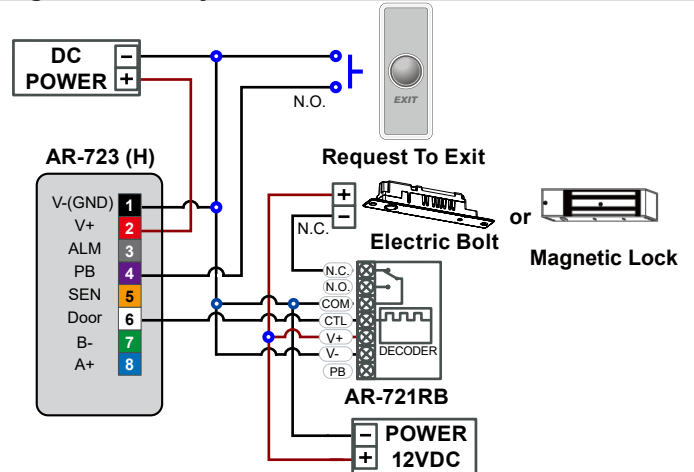 DC
POWER
−
+
N.O.
EXIT
Request To Exit
AR-723 (H)
V-(GND) 1
V+ 2
ALM 3
PB 4
SEN 5
Door 6
B- 7
A+ 8
+
−
N.C.
Electric Bolt
or
Magnetic Lock
N.C.
N.O.
COM
CTL
V+
V-
PB
DECODER
AR-721RB
− POWER
+ 12VDC